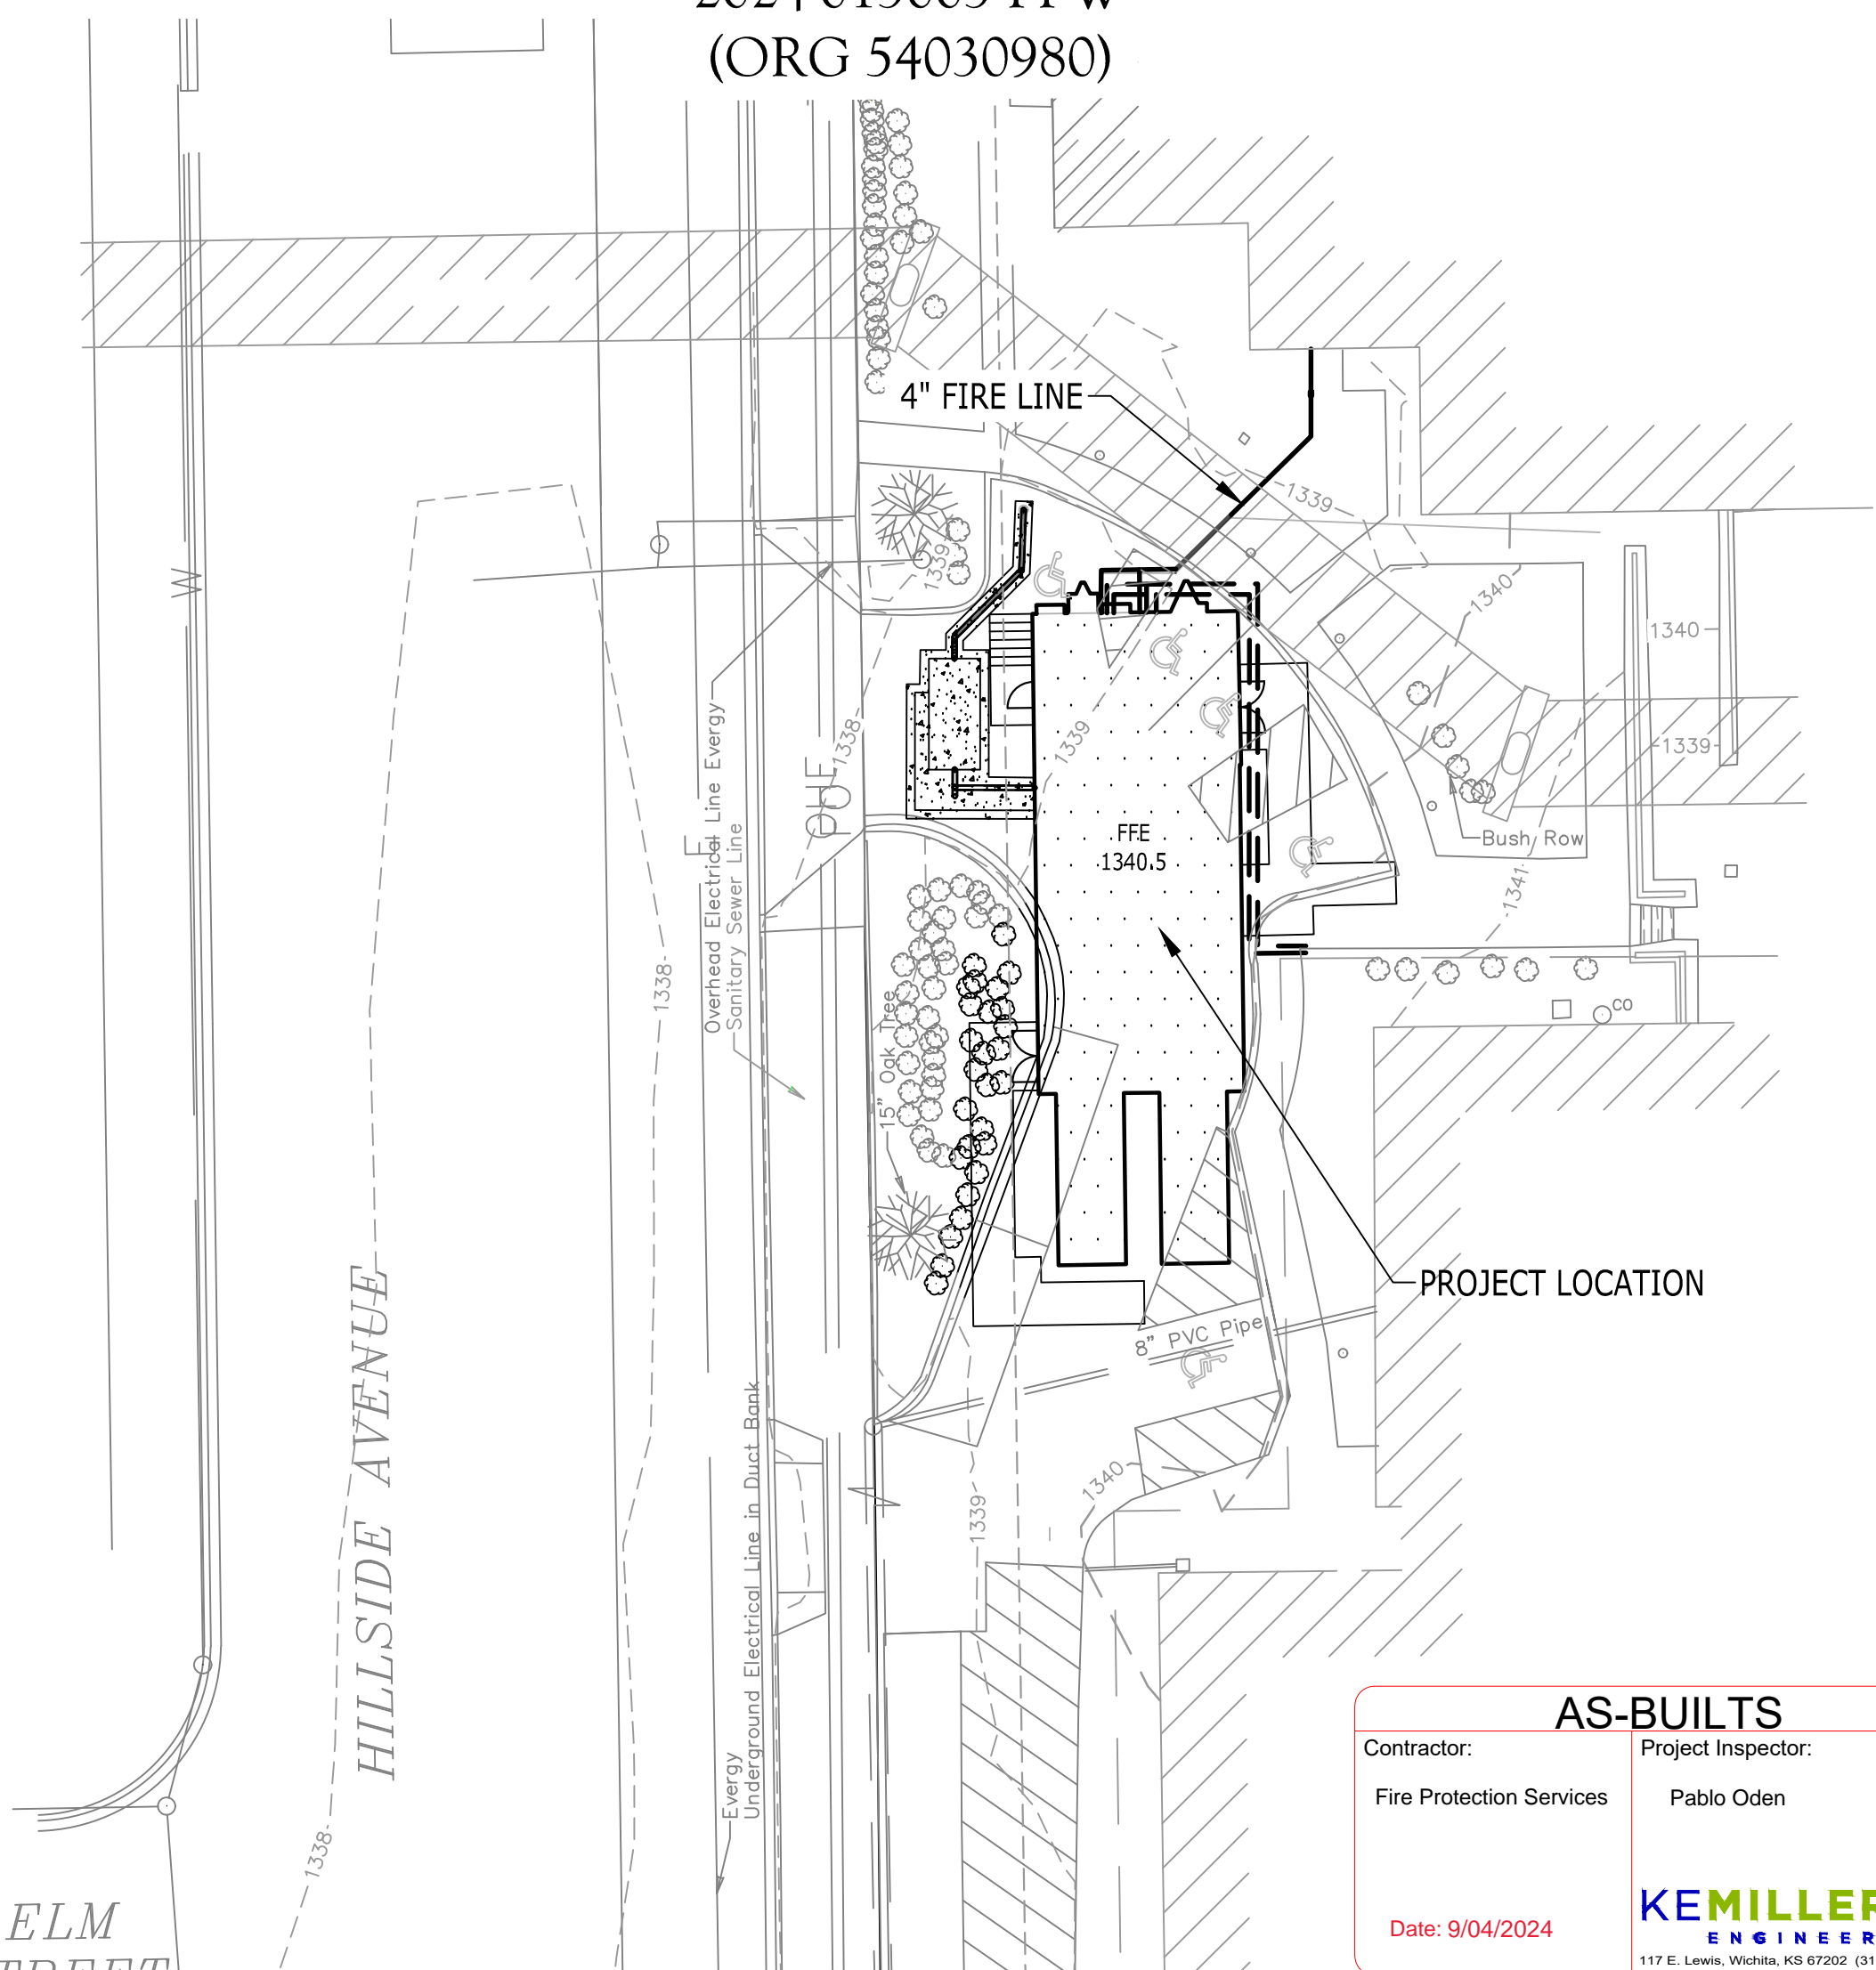 (ORG 54030980)
4" FIRE LINE
1339
1339
1340
1340
1339
1338
1339
OHE
E
W
Overhead Electrical Line Evergy
Sanitary Sewer Line
FFE
1340.5
Bush Row
1341
1338
CO
15" Oak Tree
PROJECT LOCATION
8" PVC Pipe
HILLSIDE AVENUE
1340
1339
Evergy
Underground Electrical Line in Duct Bank
1338
ELM
AS-BUILTS
Contractor:
Project Inspector:
Fire Protection Services
Pablo Oden
Date: 9/04/2024
KEMILLER
ENGINEER
117 E. Lewis, Wichita, KS 67202 (31